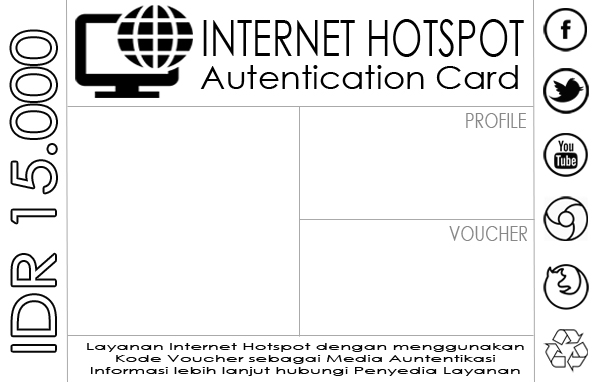 IDR 15.000
INTERNET HOTSPOT
Autentication Card
PROFILE
VOUCHER
You
Tube
Layanan Internet Hotspot dengan menggunakan
Kode Voucher sebagai Media Auntentikasi
Informasi lebih lanjut hubungi Penyedia Layanan